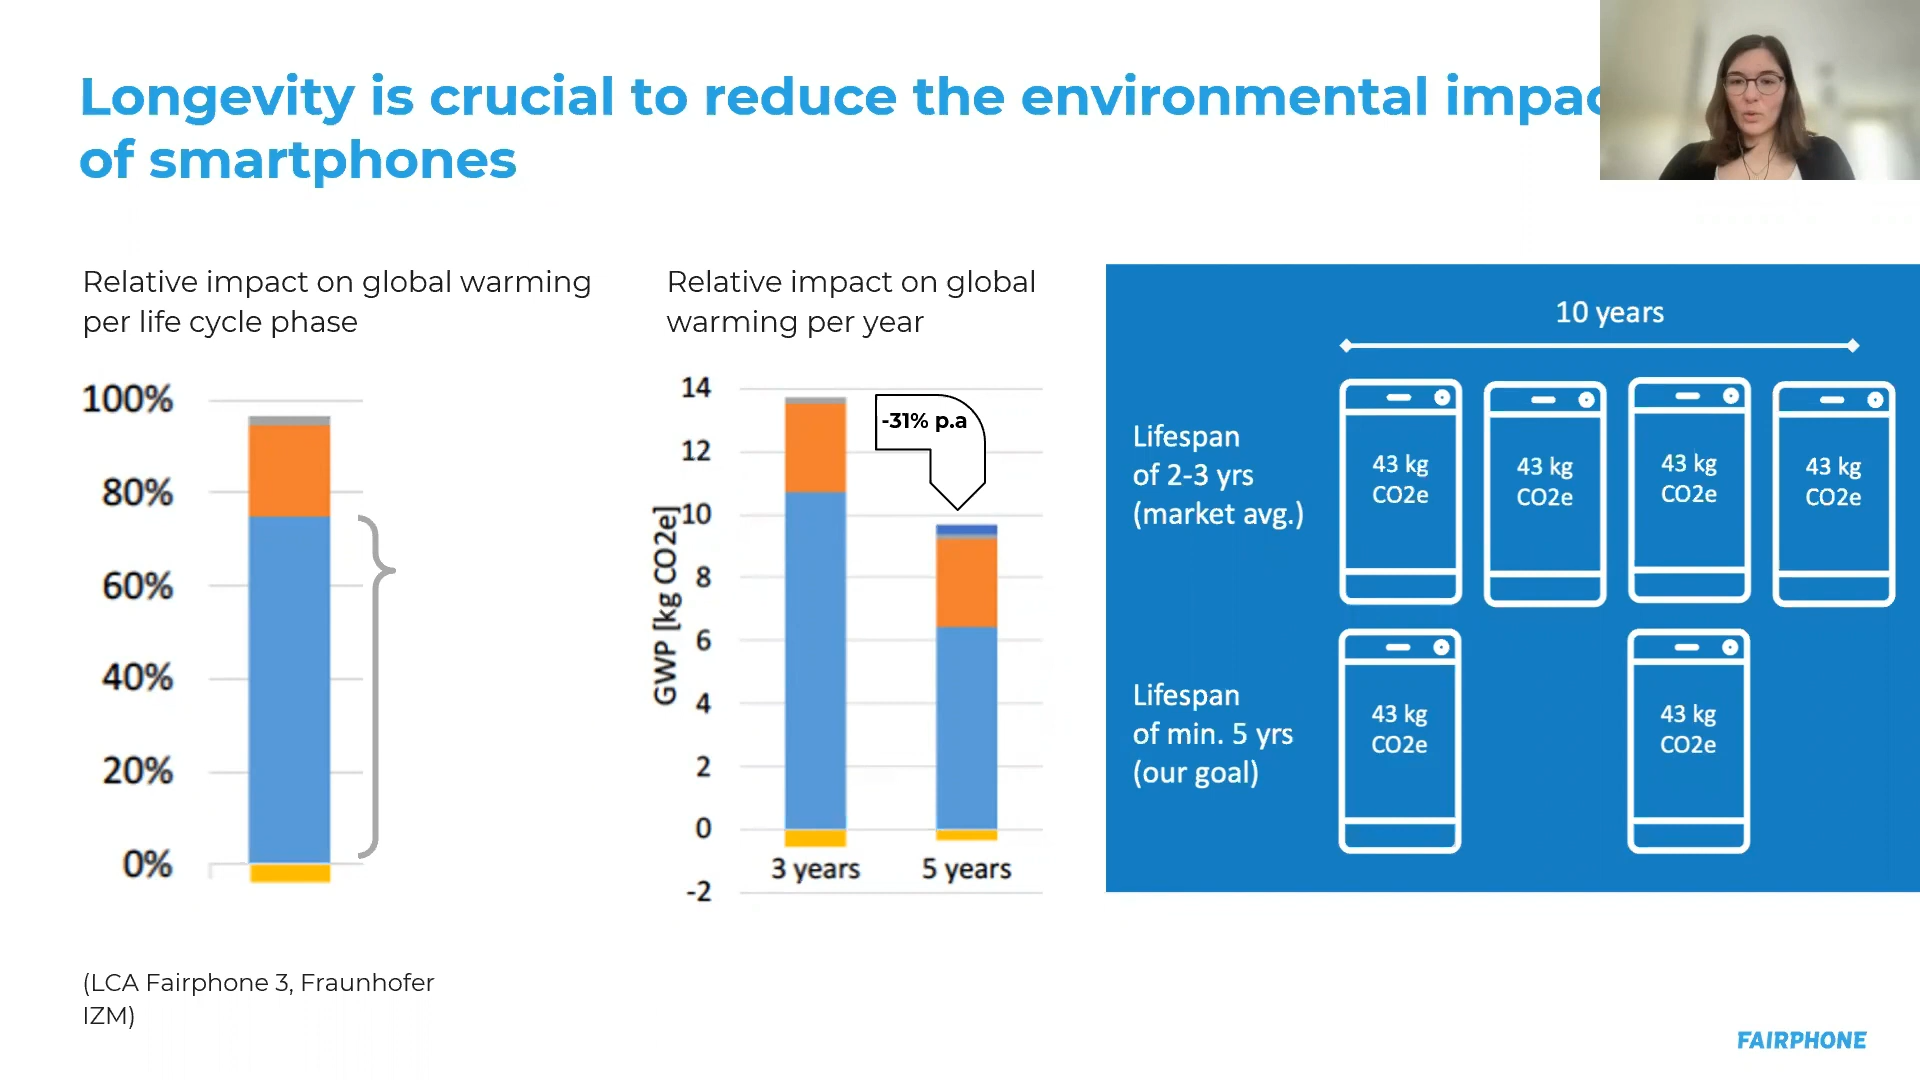 Longevity is crucial to reduce the environmental impac
of smartphones
Relative impact on global warming
per life cycle phase
100%
80%
60%
40%
20%
0%
(LCA Fairphone 3, Fraunhofer
IZM)
Relative impact on global
warming per year
GWP [kg CO2e]
14
12
10
8
6
4
2
0
-2
-31% p.a
3 years
5 years
10 years
Lifespan
of 2-3 yrs
(market avg.)
43 kg
CO2e
43 kg
CO2e
43 kg
CO2e
43 kg
CO2e
Lifespan
of min. 5 yrs
(our goal)
43 kg
CO2e
43 kg
CO2e
FAIRPHONE